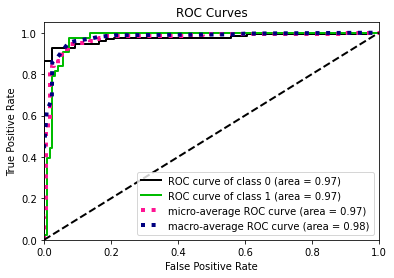 ROC Curves
True Positive Rate
1.0
0.8
0.6
0.4
0.2
0.0
ROC curve of class 0 (area = 0.97)
ROC curve of class 1 (area = 0.97)
micro-average ROC curve (area = 0.97)
macro-average ROC curve (area = 0.98)
0.0 0.2 0.4 0.6 0.8 1.0
False Positive Rate